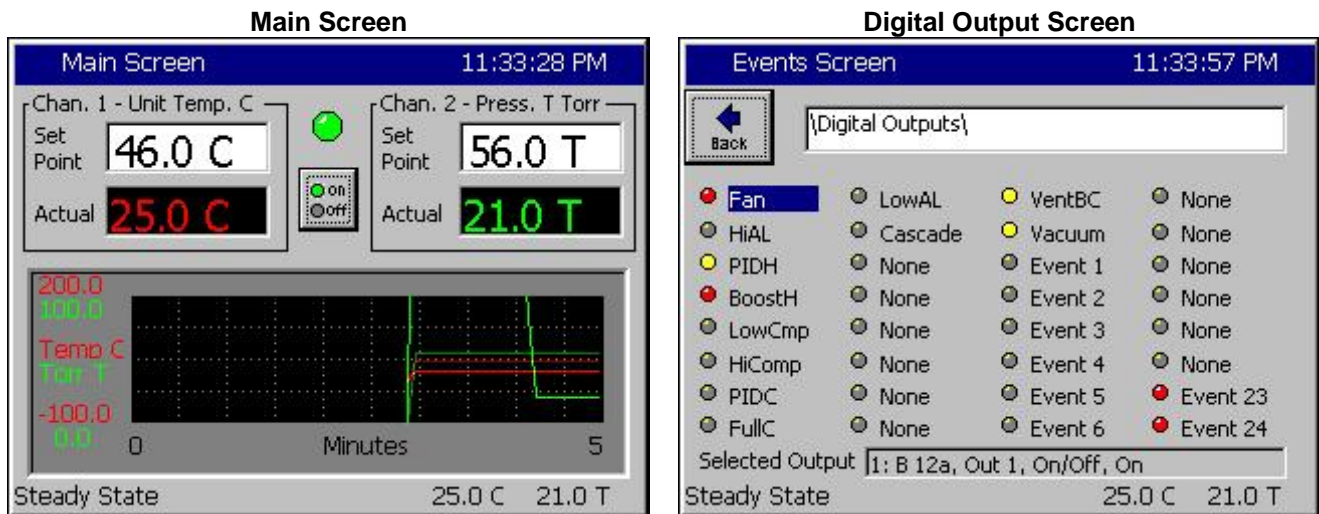 Main Screen
Main Screen 11:33:28 PM
Chan. 1 - Unit Temp. C
Set Point 46.0 C
Actual 25.0 C
on
off
Chan. 2 - Press. T Torr
Set Point 56.0 T
Actual 21.0 T
200.0
100.0
Temp C
Torr T
-100.0
0.0
0 Minutes 5
Steady State 25.0 C 21.0 T
Digital Output Screen
Events Screen 11:33:57 PM
Back
\Digital Outputs\
Fan LowAL VentBC None
HiAL Cascade Vacuum None
PIDH None Event 1 None
BoostH None Event 2 None
LowCmp None Event 3 None
HiComp None Event 4 None
PIDC None Event 5 Event 23
FullC None Event 6 Event 24
Selected Output 1: B 12a, Out 1, On/Off, On
Steady State 25.0 C 21.0 T